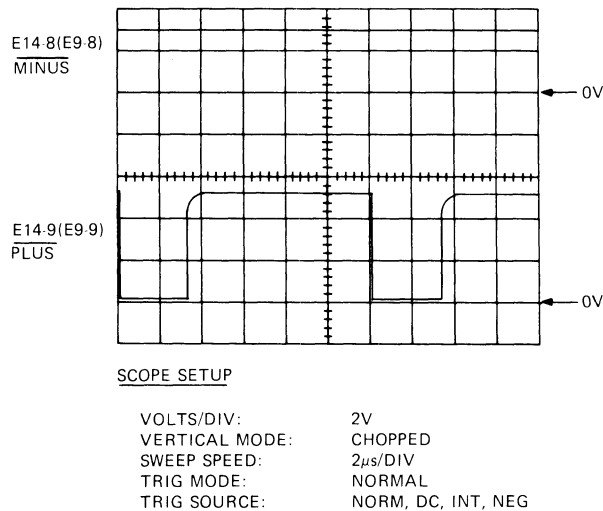 E14-8(E9-8)
MINUS
0V
E14-9(E9-9)
PLUS
0V
SCOPE SETUP
VOLTS/DIV: 2V
VERTICAL MODE: CHOPPED
SWEEP SPEED: 2μs/DIV
TRIG MODE: NORMAL
TRIG SOURCE: NORM, DC, INT, NEG